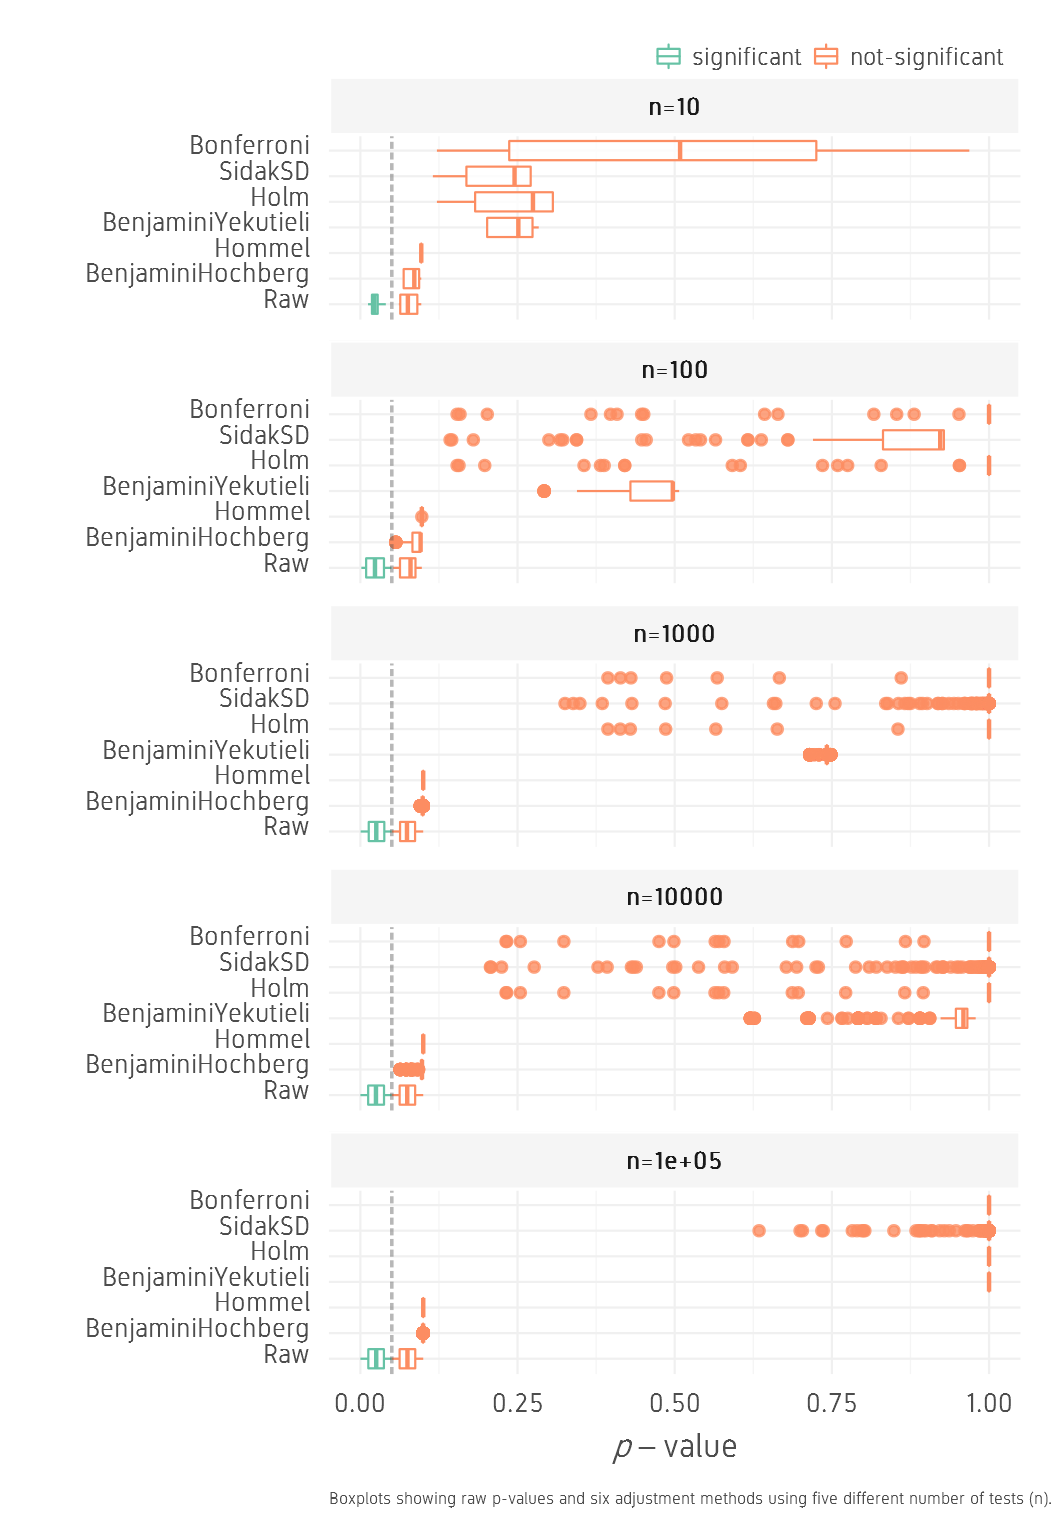 significant not-significant
n=10
Bonferroni
SidakSD
Holm
BenjaminiYekutieli
Hommel
BenjaminiHochberg
Raw
n=100
Bonferroni
SidakSD
Holm
BenjaminiYekutieli
Hommel
BenjaminiHochberg
Raw
n=1000
Bonferroni
SidakSD
Holm
BenjaminiYekutieli
Hommel
BenjaminiHochberg
Raw
n=10000
Bonferroni
SidakSD
Holm
BenjaminiYekutieli
Hommel
BenjaminiHochberg
Raw
n=1e+05
Bonferroni
SidakSD
Holm
BenjaminiYekutieli
Hommel
BenjaminiHochberg
Raw
0.00 0.25 0.50 0.75 1.00
p – value
Boxplots showing raw p-values and six adjustment methods using five different number of tests (n).